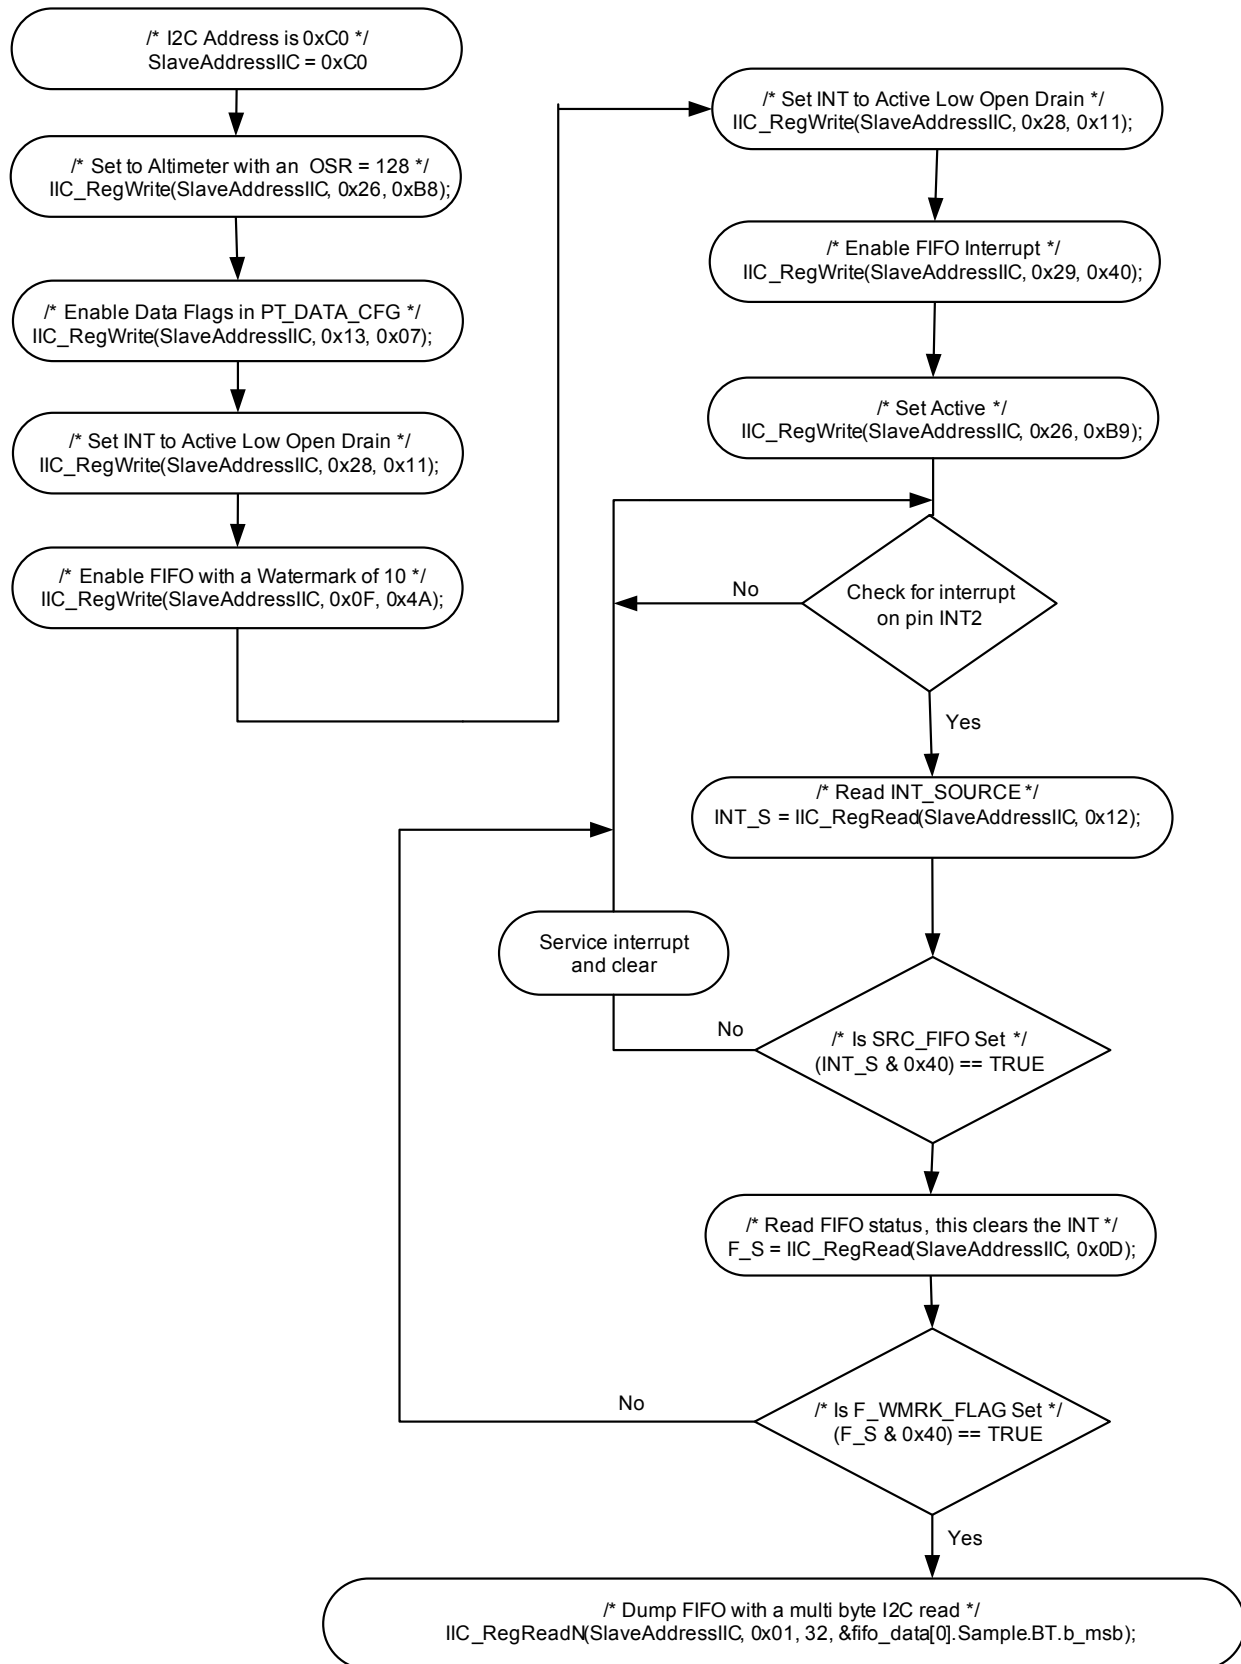 /* I2C Address is 0xC0 */
SlaveAddressIIC = 0xC0
/* Set to Altimeter with an OSR = 128 */
IIC_RegWrite(SlaveAddressIIC, 0x26, 0xB8);
/* Enable Data Flags in PT_DATA_CFG */
IIC_RegWrite(SlaveAddressIIC, 0x13, 0x07);
/* Set INT to Active Low Open Drain */
IIC_RegWrite(SlaveAddressIIC, 0x28, 0x11);
/* Enable FIFO with a Watermark of 10 */
IIC_RegWrite(SlaveAddressIIC, 0x0F, 0x4A);
/* Set INT to Active Low Open Drain */
IIC_RegWrite(SlaveAddressIIC, 0x28, 0x11);
/* Enable FIFO Interrupt */
IIC_RegWrite(SlaveAddressIIC, 0x29, 0x40);
/* Set Active */
IIC_RegWrite(SlaveAddressIIC, 0x26, 0xB9);
No
Check for interrupt
on pin INT2
Yes
/* Read INT_SOURCE */
INT_S = IIC_RegRead(SlaveAddressIIC, 0x12);
Service interrupt
and clear
No
/* Is SRC_FIFO Set */
(INT_S & 0x40) == TRUE
/* Read FIFO status, this clears the INT */
F_S = IIC_RegRead(SlaveAddressIIC, 0x0D);
No
/* Is F_WMRK_FLAG Set */
(F_S & 0x40) == TRUE
Yes
/* Dump FIFO with a multi byte I2C read */
IIC_RegReadN(SlaveAddressIIC, 0x01, 32, &fifo_data[0].Sample.BT.b_msb);